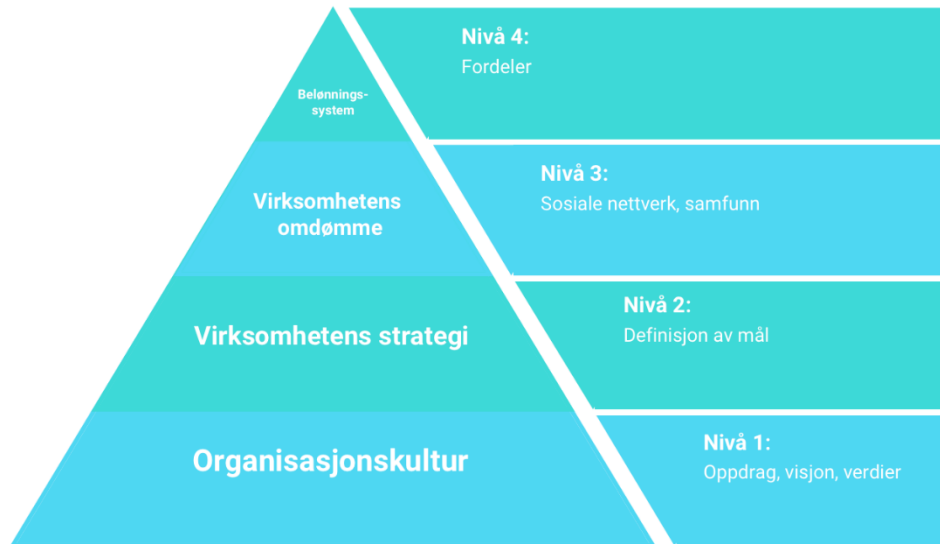 Nivå 4:
Fordeler
Belønnings-
system
Nivå 3:
Sosiale nettverk, samfunn
Virksomhetens
omdømme
Nivå 2:
Definisjon av mål
Virksomhetens strategi
Nivå 1:
Oppdrag, visjon, verdier
Organisasjonskultur